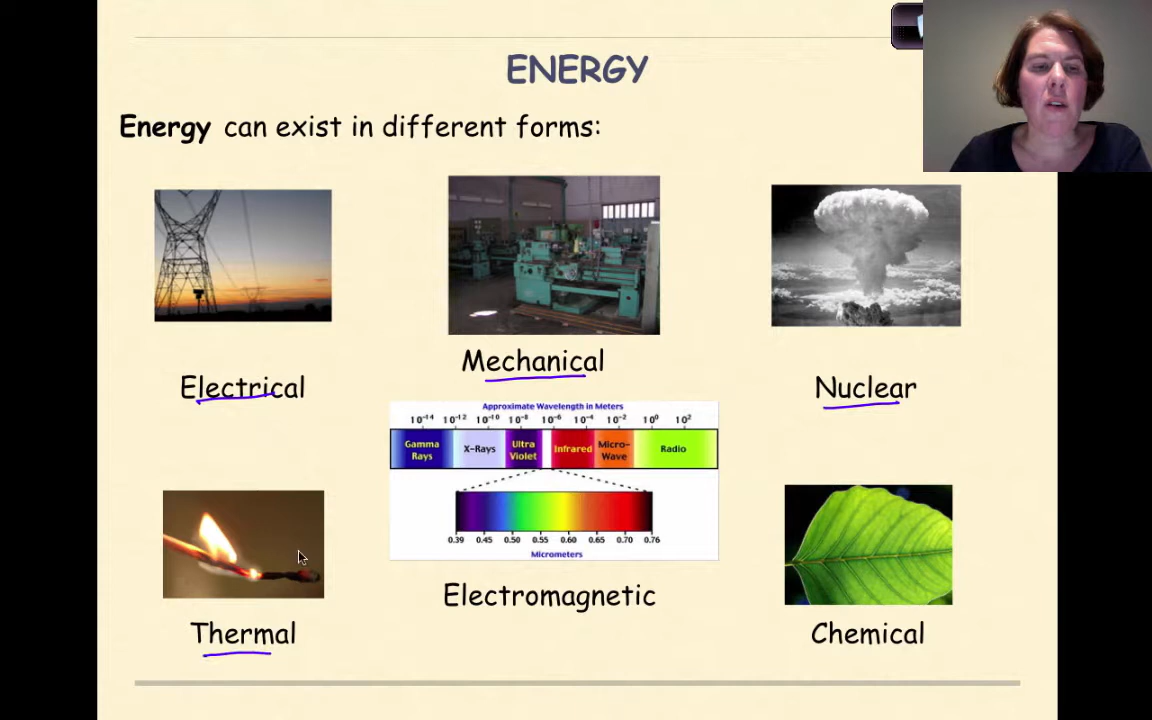 ENERGY
Energy can exist in different forms:
Electrical
Mechanical
Nuclear
Approximate Wavelength in Meters
10⁻¹⁴ 10⁻¹² 10⁻¹⁰ 10⁻⁸ 10⁻⁶ 10⁻⁴ 10⁻² 10⁰ 10²
Gamma Rays X-Rays Ultra Violet Infrared Micro-Wave Radio
0.39 0.45 0.50 0.55 0.60 0.65 0.70 0.76
Micrometers
Thermal
Electromagnetic
Chemical